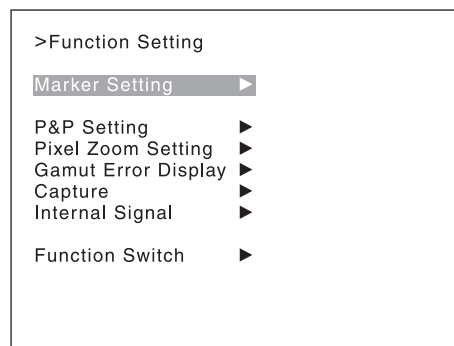 >Function Setting
Marker Setting ▶
P&P Setting ▶
Pixel Zoom Setting ▶
Gamut Error Display ▶
Capture ▶
Internal Signal ▶
Function Switch ▶